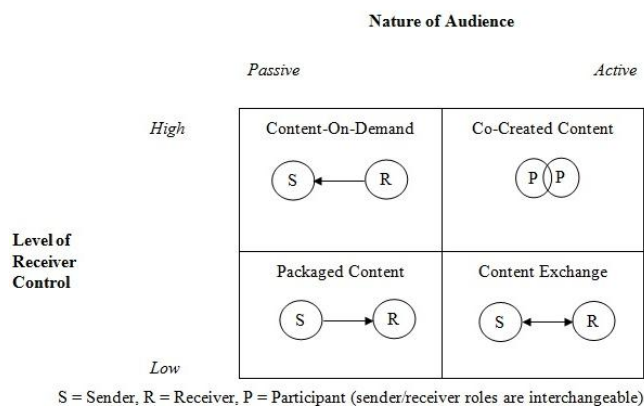 Nature of Audience
Passive Active
High
Content-On-Demand Co-Created Content
S R P P
Level of
Receiver
Control
Packaged Content Content Exchange
S R S R
Low
S = Sender, R = Receiver, P = Participant (sender/receiver roles are interchangeable)